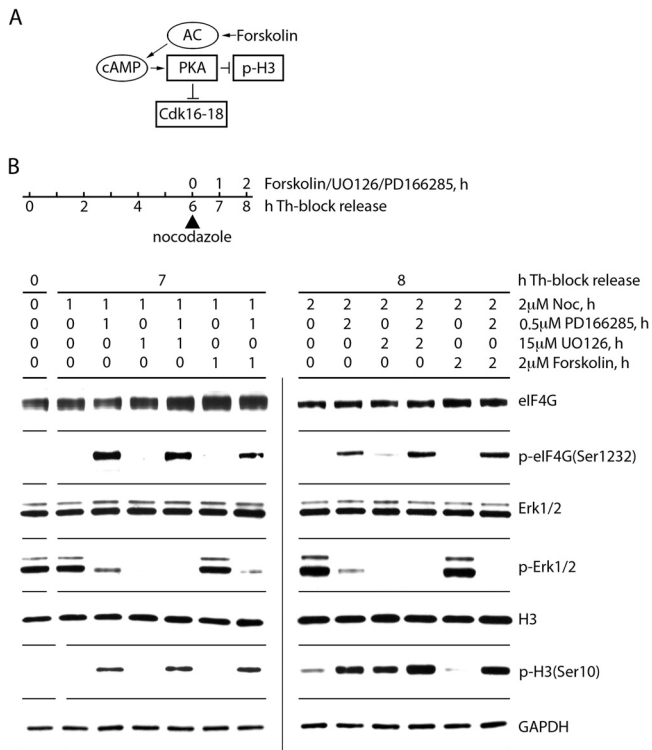 A
AC
Forskolin
cAMP
PKA
p-H3
Cdk16-18
B
0 1 2 Forskolin/UO126/PD166285, h
0 2 4 6 7 8 h Th-block release
nocodazole
0 7 8 h Th-block release
0 1 1 1 1 1 1 2 2 2 2 2 2 2μM Noc, h
0 0 1 0 1 0 1 0 2 0 2 0 2 0.5μM PD166285, h
0 0 0 1 1 0 0 0 0 2 2 0 0 15μM UO126, h
0 0 0 0 0 1 1 0 0 0 0 2 2 2μM Forskolin, h
eIF4G
p-eIF4G(Ser1232)
Erk1/2
p-Erk1/2
H3
p-H3(Ser10)
GAPDH